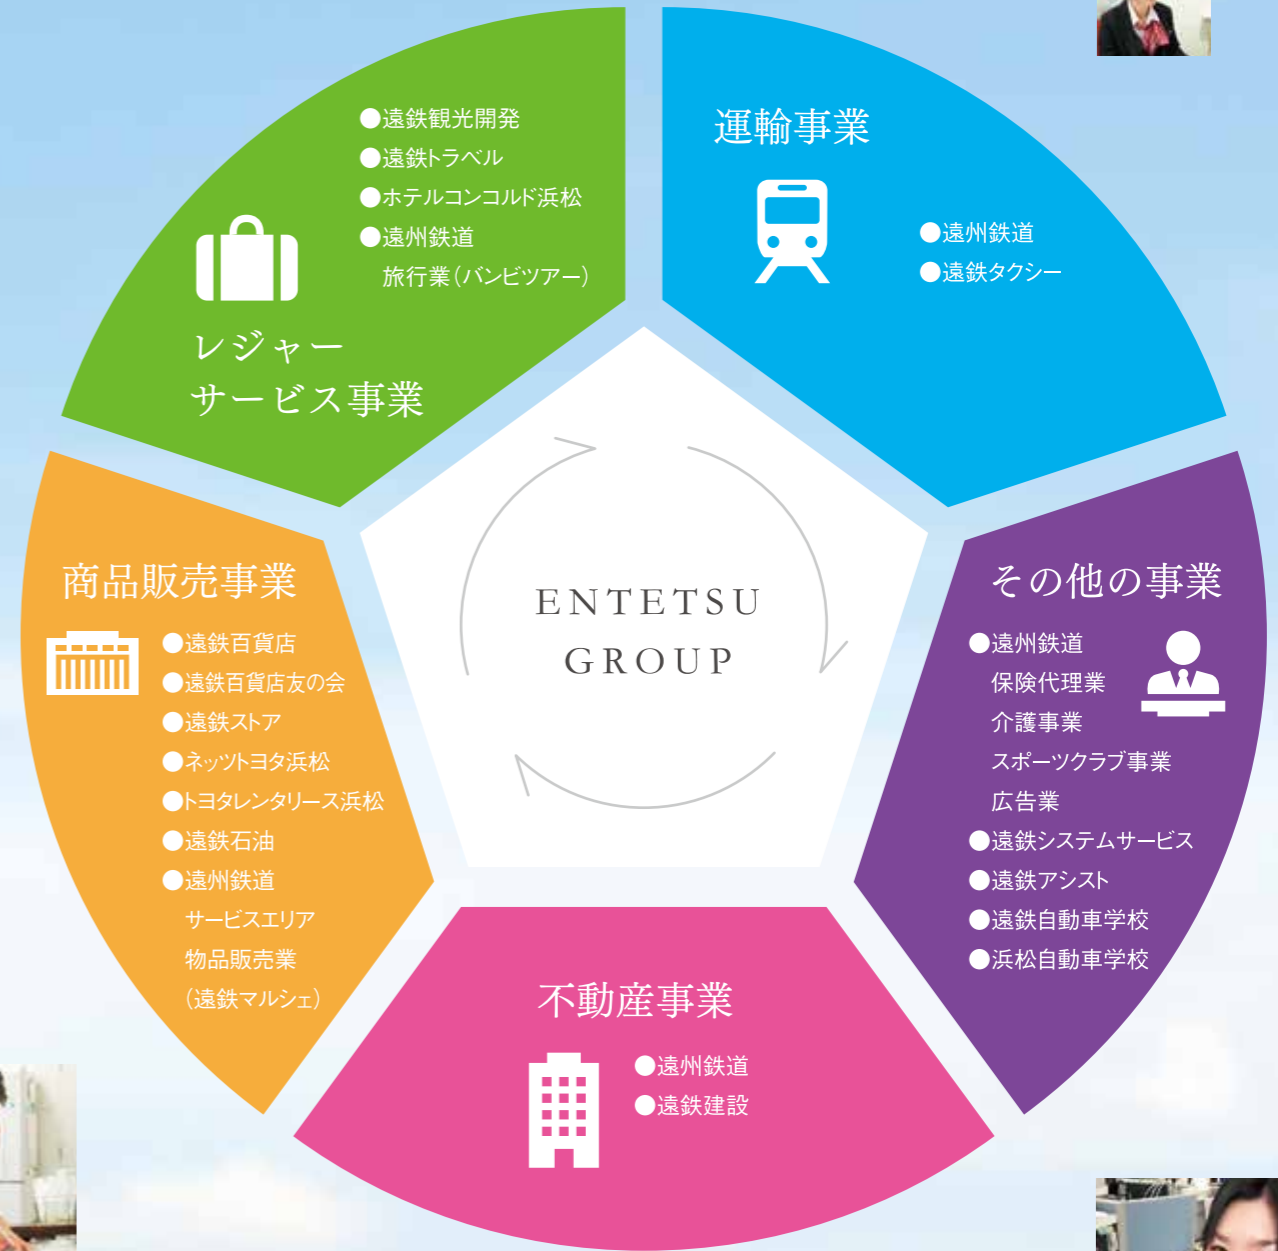 ●遠鉄観光開発
●遠鉄トラベル
●ホテルコンコルド浜松
●遠州鉄道
旅行業(バンビツアー)
レジャー
サービス事業
運輸事業
●遠州鉄道
●遠鉄タクシー
ENTETSU
GROUP
商品販売事業
●遠鉄百貨店
●遠鉄百貨店友の会
●遠鉄ストア
●ネッツトヨタ浜松
●トヨタレンタリース浜松
●遠鉄石油
●遠州鉄道
サービスエリア
物品販売業
(遠鉄マルシェ)
その他の事業
●遠州鉄道
保険代理業
介護事業
スポーツクラブ事業
広告業
●遠鉄システムサービス
●遠鉄アシスト
●遠鉄自動車学校
●浜松自動車学校
不動産事業
●遠州鉄道
●遠鉄建設